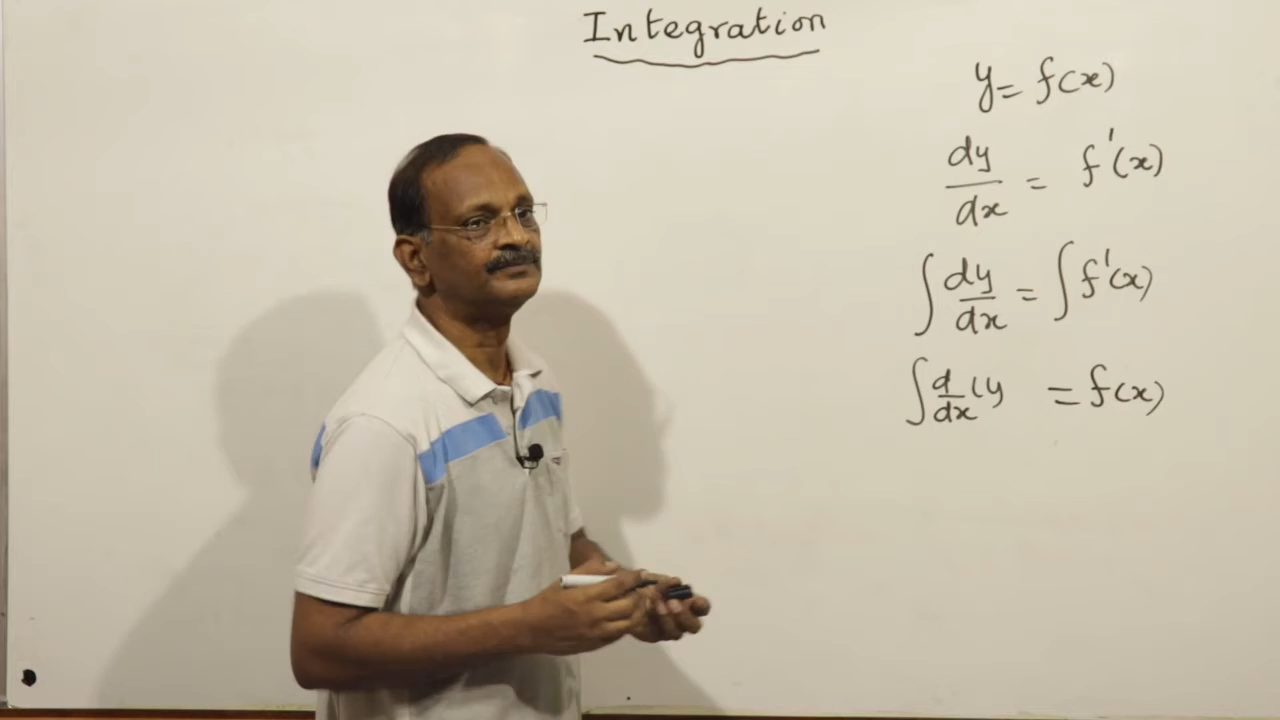 Integration
y = f(x)
dy/dx = f'(x)
∫ dy/dx = ∫ f'(x)
∫ d/dx (y = f(x)